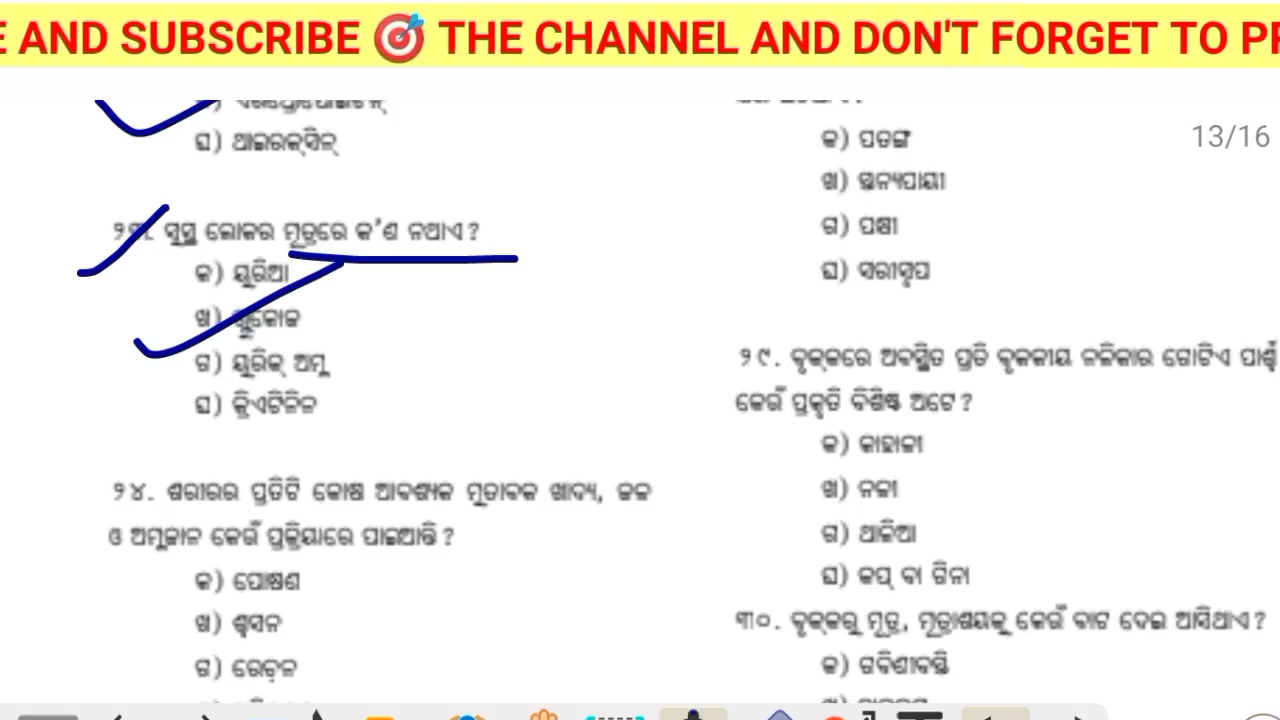 E AND SUBSCRIBE 🎯 THE CHANNEL AND DON'T FORGET TO PR
13/16
ଘ) ଥାଇରକ୍‌ସିନ୍
ସୁସ୍ଥ ଲୋକର ମୂତ୍ରରେ କ'ଣ ନଥାଏ?
କ) ୟୁରିଆ
ଖ) ଗ୍ଲୁକୋଜ
ଗ) ୟୁରିକ୍ ଅମ୍ଳ
ଘ) କ୍ରିଏଟିନିନ
୨୪. ଶରୀରର ପ୍ରତିଟି କୋଷ ଆବଶ୍ୟକ ମୁତାବକ ଖାଦ୍ୟ, ଜଳ
ଓ ଅମ୍ଳଜାନ କେଉଁ ପ୍ରକ୍ରିୟାରେ ପାଇଥାନ୍ତି?
କ) ପୋଷଣ
ଖ) ଶ୍ୱସନ
ଗ) ରେଚନ
କ) ପତଙ୍ଗ
ଖ) ସ୍ତନ୍ୟପାୟୀ
ଗ) ପକ୍ଷୀ
ଘ) ସରୀସୃପ
୨୯. ବୃକ୍‌କରେ ଅବସ୍ଥିତ ପ୍ରତି ବୃକକୀୟ ନଳିକାର ଗୋଟିଏ ପାର୍ଶ୍ୱ
କେଉଁ ପ୍ରକୃତି ବିଶିଷ୍ଟ ଅଟେ?
କ) କାହାଳୀ
ଖ) ନଳୀ
ଗ) ଥାଳିଆ
ଘ) କପ୍ ବା ଗିନା
୩୦. ବୃକ୍‌କରୁ ମୂତ୍ର, ମୂତ୍ରାଶୟକୁ କେଉଁ ବାଟ ଦେଇ ଆସିଥାଏ?
କ) ଗବିଣୀବସ୍ତି